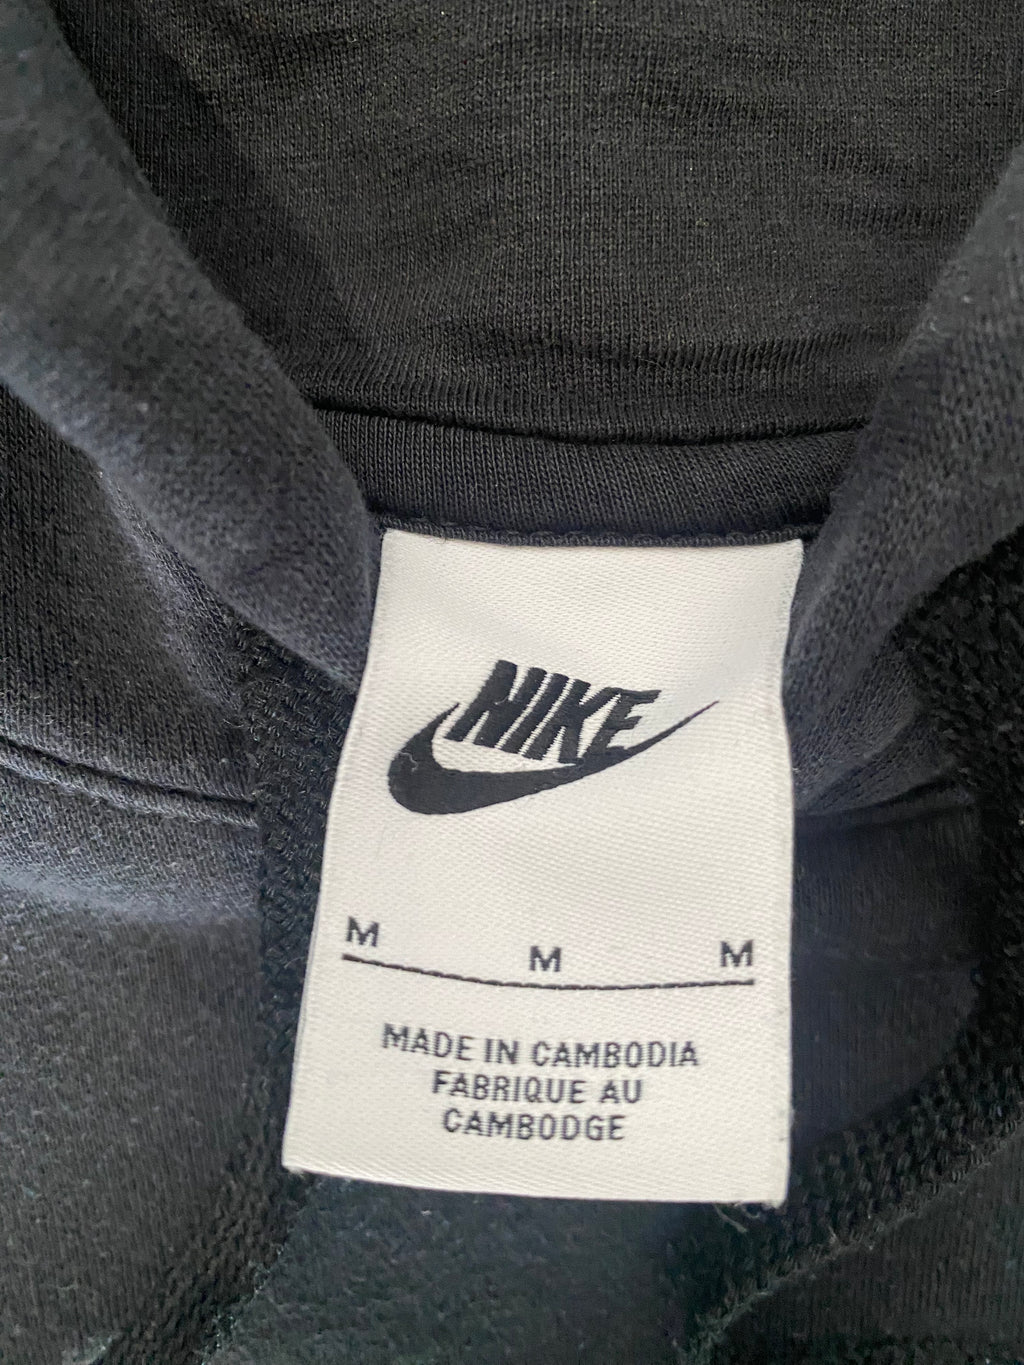 NIKE
M M M
MADE IN CAMBODIA
FABRIQUE AU
CAMBODGE